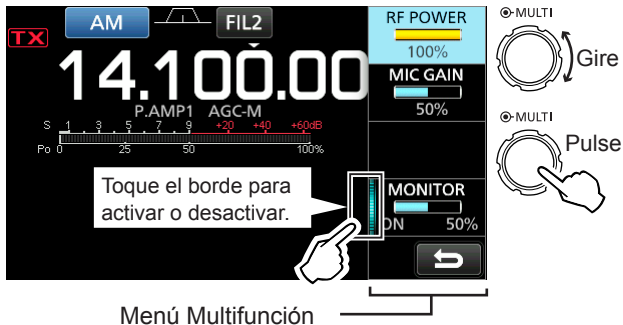 AM
FIL2
TX
14.100.00
P.AMP1 AGC-M
S 1 3 5 7 9 +20 +40 +60dB
Po 0 25 50 100%
RF POWER
100%
MIC GAIN
50%
MONITOR
ON 50%
Toque el borde para
activar o desactivar.
MULTI
Gire
MULTI
Pulse
Menú Multifunción